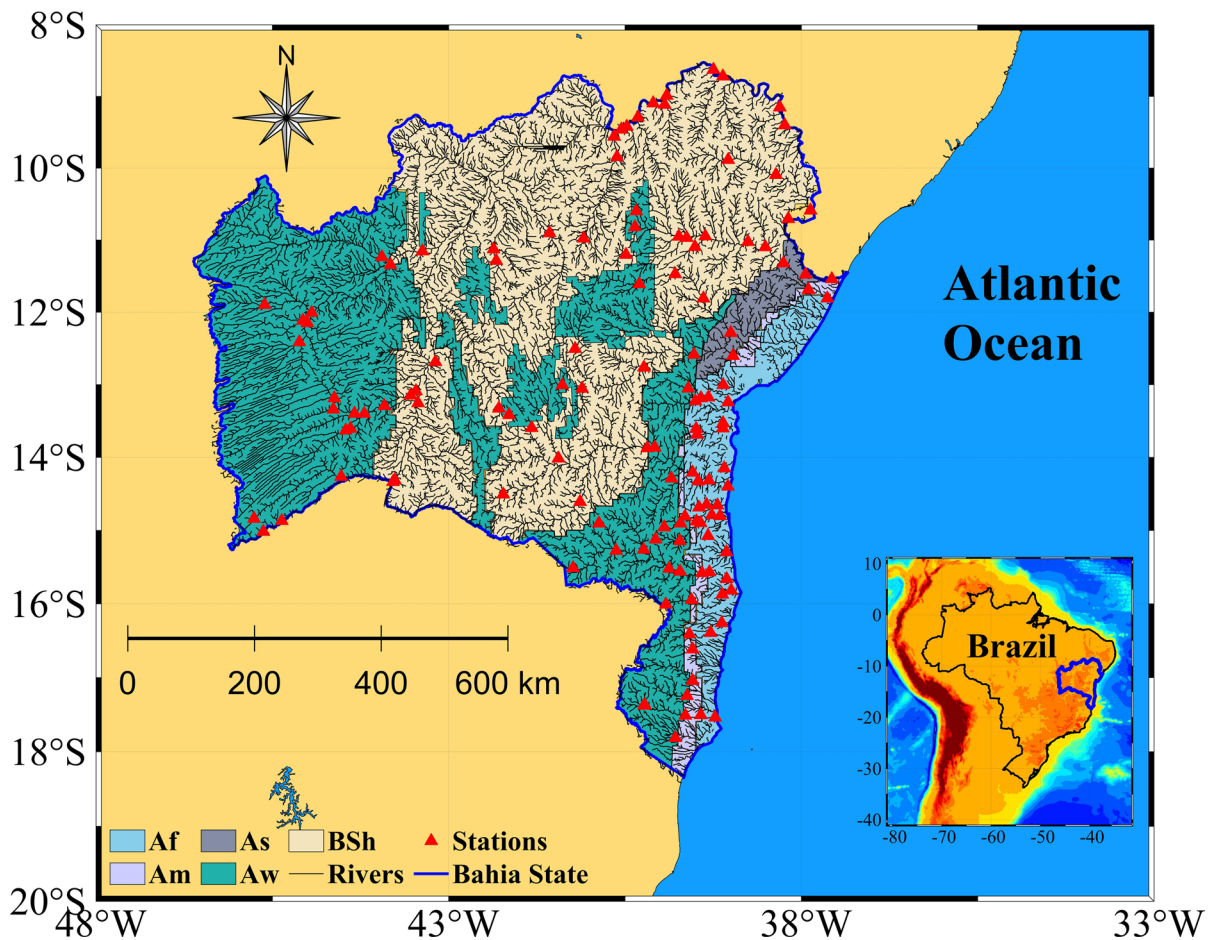 8°S
N
10°S
Atlantic
Ocean
12°S
14°S
16°S
0 200 400 600 km
18°S
20°S
48°W 43°W 38°W 33°W
Af As BSh Stations
Am Aw Rivers Bahia State
10
0
-10
-20
-30
-40
Brazil
-80 -70 -60 -50 -40